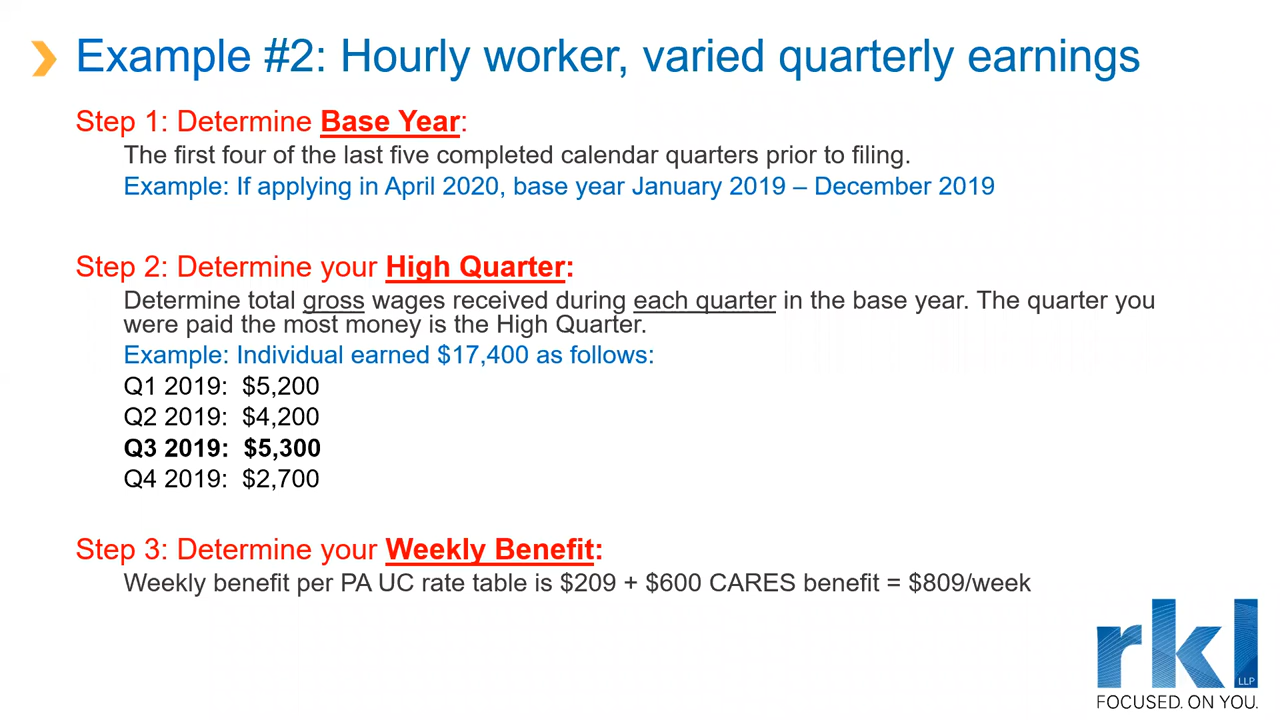 Example #2: Hourly worker, varied quarterly earnings
Step 1: Determine Base Year:
The first four of the last five completed calendar quarters prior to filing.
Example: If applying in April 2020, base year January 2019 – December 2019
Step 2: Determine your High Quarter:
Determine total gross wages received during each quarter in the base year. The quarter you
were paid the most money is the High Quarter.
Example: Individual earned $17,400 as follows:
Q1 2019: $5,200
Q2 2019: $4,200
Q3 2019: $5,300
Q4 2019: $2,700
Step 3: Determine your Weekly Benefit:
Weekly benefit per PA UC rate table is $209 + $600 CARES benefit = $809/week
rkl
LLP
FOCUSED. ON YOU.